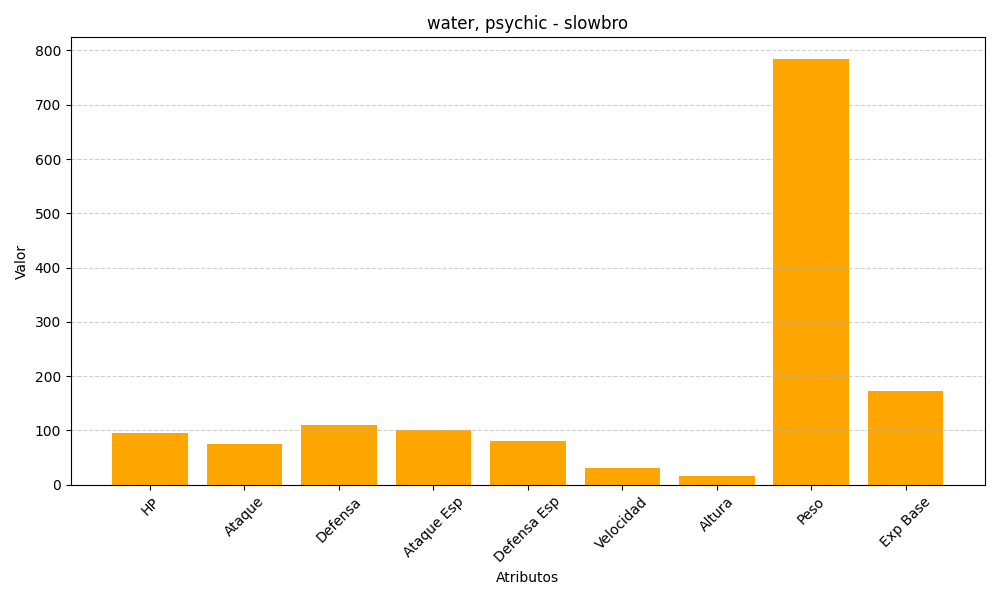 water, psychic - slowbro
Valor
800
700
600
500
400
300
200
100
0
HP
Ataque
Defensa
Ataque Esp
Defensa Esp
Velocidad
Altura
Peso
Exp Base
Atributos